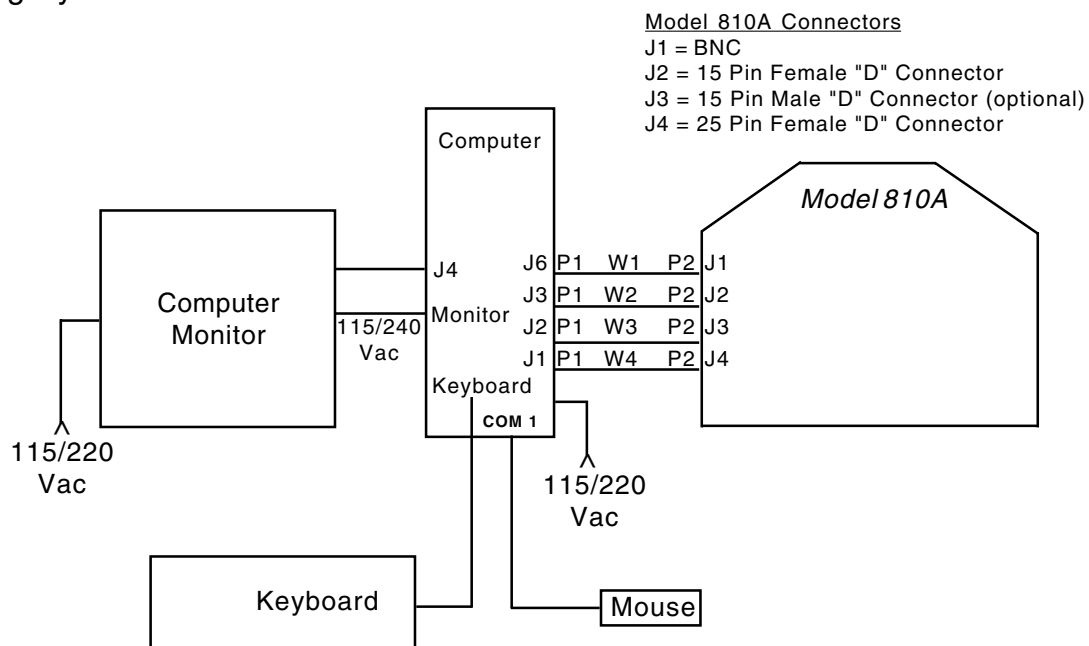 Model 810A Connectors
J1 = BNC
J2 = 15 Pin Female "D" Connector
J3 = 15 Pin Male "D" Connector (optional)
J4 = 25 Pin Female "D" Connector
Computer
Model 810A
J4
J6 P1 W1 P2 J1
Computer
Monitor
Monitor
J3 P1 W2 P2 J2
115/240
Vac
J2 P1 W3 P2 J3
J1 P1 W4 P2 J4
Keyboard
COM 1
115/220
Vac
115/220
Vac
Keyboard
Mouse